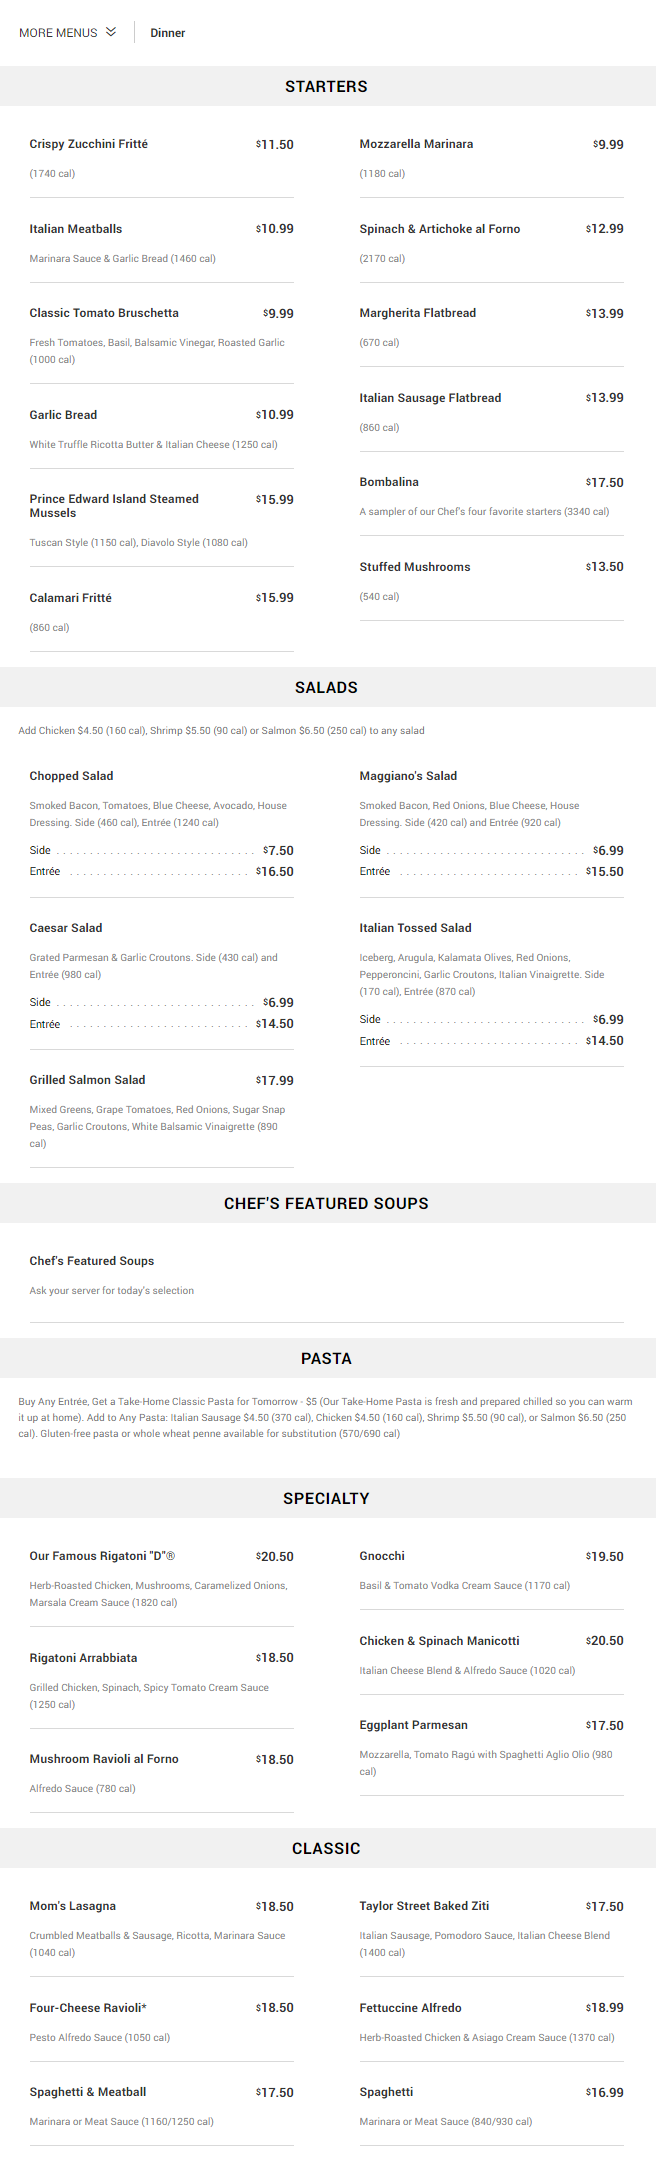 MORE MENUS
Dinner
STARTERS
Crispy Zucchini Fritté $11.50
(1740 cal)
Italian Meatballs $10.99
Marinara Sauce & Garlic Bread (1460 cal)
Classic Tomato Bruschetta $9.99
Fresh Tomatoes, Basil, Balsamic Vinegar, Roasted Garlic
(1000 cal)
Garlic Bread $10.99
White Truffle Ricotta Butter & Italian Cheese (1250 cal)
Prince Edward Island Steamed $15.99
Mussels
Tuscan Style (1150 cal), Diavolo Style (1080 cal)
Calamari Fritté $15.99
(860 cal)
Mozzarella Marinara $9.99
(1180 cal)
Spinach & Artichoke al Forno $12.99
(2170 cal)
Margherita Flatbread $13.99
(670 cal)
Italian Sausage Flatbread $13.99
(860 cal)
Bombalina $17.50
A sampler of our Chef's four favorite starters (3340 cal)
Stuffed Mushrooms $13.50
(540 cal)
SALADS
Add Chicken $4.50 (160 cal), Shrimp $5.50 (90 cal) or Salmon $6.50 (250 cal) to any salad
Chopped Salad
Smoked Bacon, Tomatoes, Blue Cheese, Avocado, House
Dressing. Side (460 cal), Entrée (1240 cal)
Side $7.50
Entrée $16.50
Caesar Salad
Grated Parmesan & Garlic Croutons. Side (430 cal) and
Entrée (980 cal)
Side $6.99
Entrée $14.50
Grilled Salmon Salad $17.99
Mixed Greens, Grape Tomatoes, Red Onions, Sugar Snap
Peas, Garlic Croutons, White Balsamic Vinaigrette (890
cal)
Maggiano's Salad
Smoked Bacon, Red Onions, Blue Cheese, House
Dressing. Side (420 cal) and Entrée (920 cal)
Side $6.99
Entrée $15.50
Italian Tossed Salad
Iceberg, Arugula, Kalamata Olives, Red Onions,
Pepperoncini, Garlic Croutons, Italian Vinaigrette. Side
(170 cal), Entrée (870 cal)
Side $6.99
Entrée $14.50
CHEF'S FEATURED SOUPS
Chef's Featured Soups
Ask your server for today's selection
PASTA
Buy Any Entrée, Get a Take-Home Classic Pasta for Tomorrow - $5 (Our Take-Home Pasta is fresh and prepared chilled so you can warm
it up at home). Add to Any Pasta: Italian Sausage $4.50 (370 cal), Chicken $4.50 (160 cal), Shrimp $5.50 (90 cal), or Salmon $6.50 (250
cal). Gluten-free pasta or whole wheat penne available for substitution (570/690 cal)
SPECIALTY
Our Famous Rigatoni "D"® $20.50
Herb-Roasted Chicken, Mushrooms, Caramelized Onions,
Marsala Cream Sauce (1820 cal)
Rigatoni Arrabbiata $18.50
Grilled Chicken, Spinach, Spicy Tomato Cream Sauce
(1250 cal)
Mushroom Ravioli al Forno $18.50
Alfredo Sauce (780 cal)
Gnocchi $19.50
Basil & Tomato Vodka Cream Sauce (1170 cal)
Chicken & Spinach Manicotti $20.50
Italian Cheese Blend & Alfredo Sauce (1020 cal)
Eggplant Parmesan $17.50
Mozzarella, Tomato Ragú with Spaghetti Aglio Olio (980
cal)
CLASSIC
Mom's Lasagna $18.50
Crumbled Meatballs & Sausage, Ricotta, Marinara Sauce
(1040 cal)
Four-Cheese Ravioli* $18.50
Pesto Alfredo Sauce (1050 cal)
Spaghetti & Meatball $17.50
Marinara or Meat Sauce (1160/1250 cal)
Taylor Street Baked Ziti $17.50
Italian Sausage, Pomodoro Sauce, Italian Cheese Blend
(1400 cal)
Fettuccine Alfredo $18.99
Herb-Roasted Chicken & Asiago Cream Sauce (1370 cal)
Spaghetti $16.99
Marinara or Meat Sauce (840/930 cal)